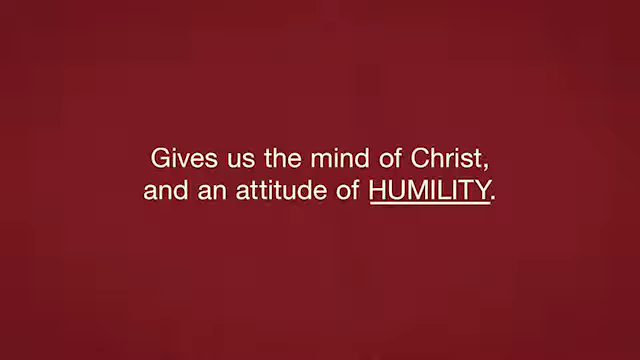 Gives us the mind of Christ,
and an attitude of HUMILITY.